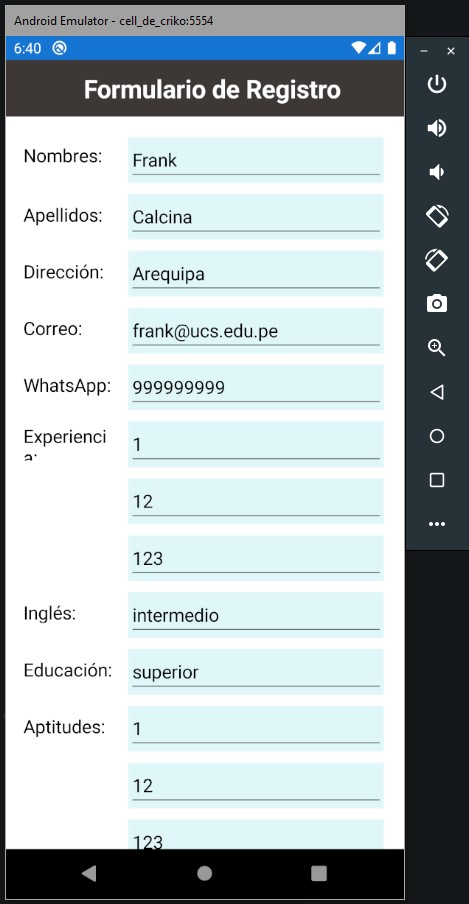 Android Emulator - cell_de_criko:5554
6:40
Formulario de Registro
Nombres: Frank
Apellidos: Calcina
Dirección: Arequipa
Correo: frank@ucs.edu.pe
WhatsApp: 999999999
Experienci
a: 1
12
123
Inglés: intermedio
Educación: superior
Aptitudes: 1
12
123